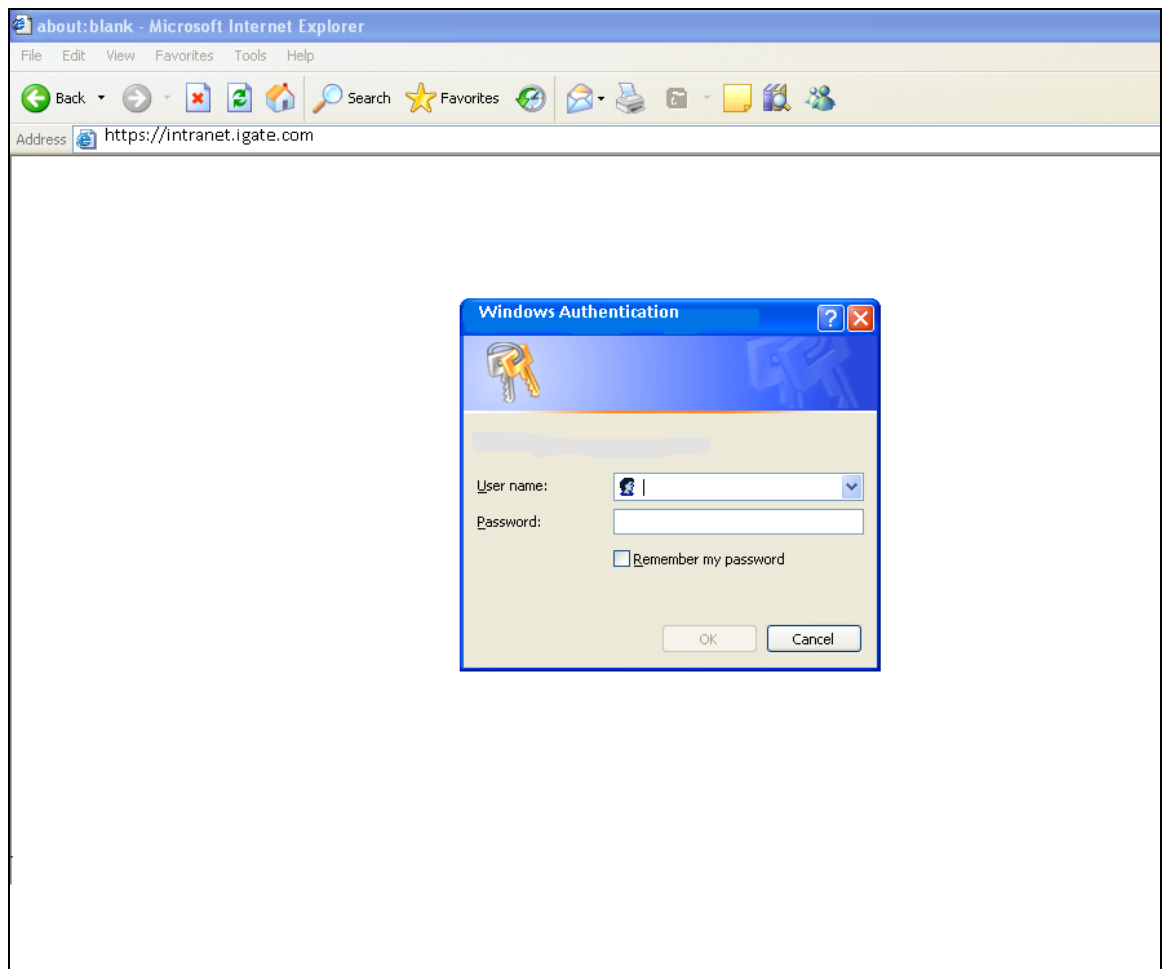 about:blank - Microsoft Internet Explorer
File Edit View Favorites Tools Help
Back Search Favorites
Address https://intranet.igate.com
Windows Authentication
User name:
Password:
Remember my password
OK Cancel